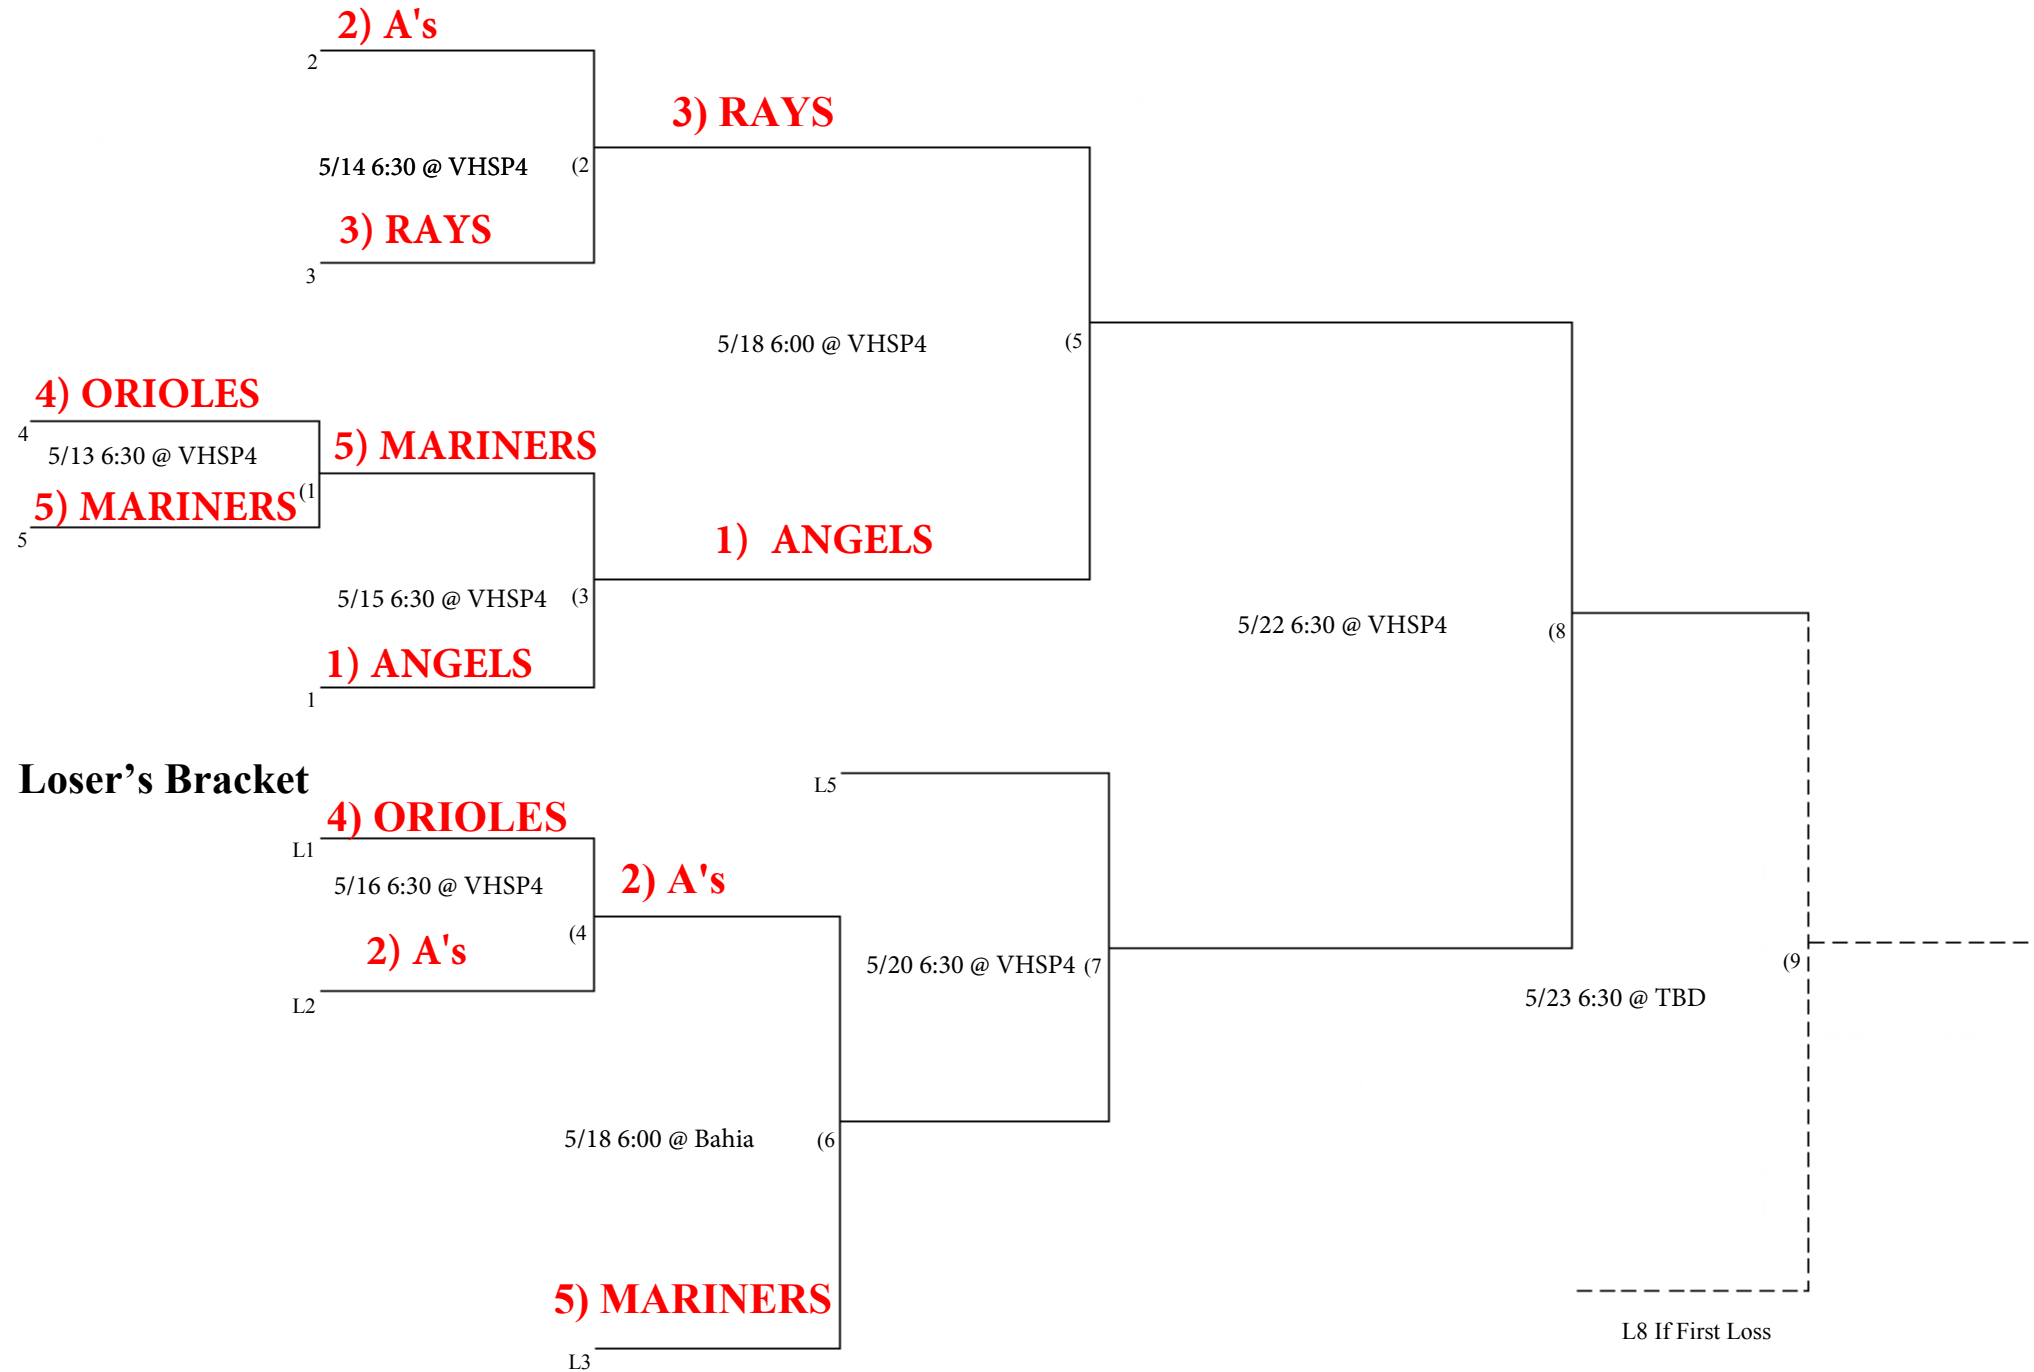 2) A's
2
3) RAYS
5/14 6:30 @ VHSP4
(2
3) RAYS
3
5/18 6:00 @ VHSP4
(5
4) ORIOLES
4
5/13 6:30 @ VHSP4
5) MARINERS
(1
5) MARINERS
5
1) ANGELS
5/15 6:30 @ VHSP4
(3
1) ANGELS
1
5/22 6:30 @ VHSP4
(8
Loser's Bracket
L5
4) ORIOLES
L1
5/16 6:30 @ VHSP4
2) A's
(4
2) A's
L2
5/20 6:30 @ VHSP4
(7
(9
5/23 6:30 @ TBD
5/18 6:00 @ Bahia
(6
5) MARINERS
L3
L8 If First Loss